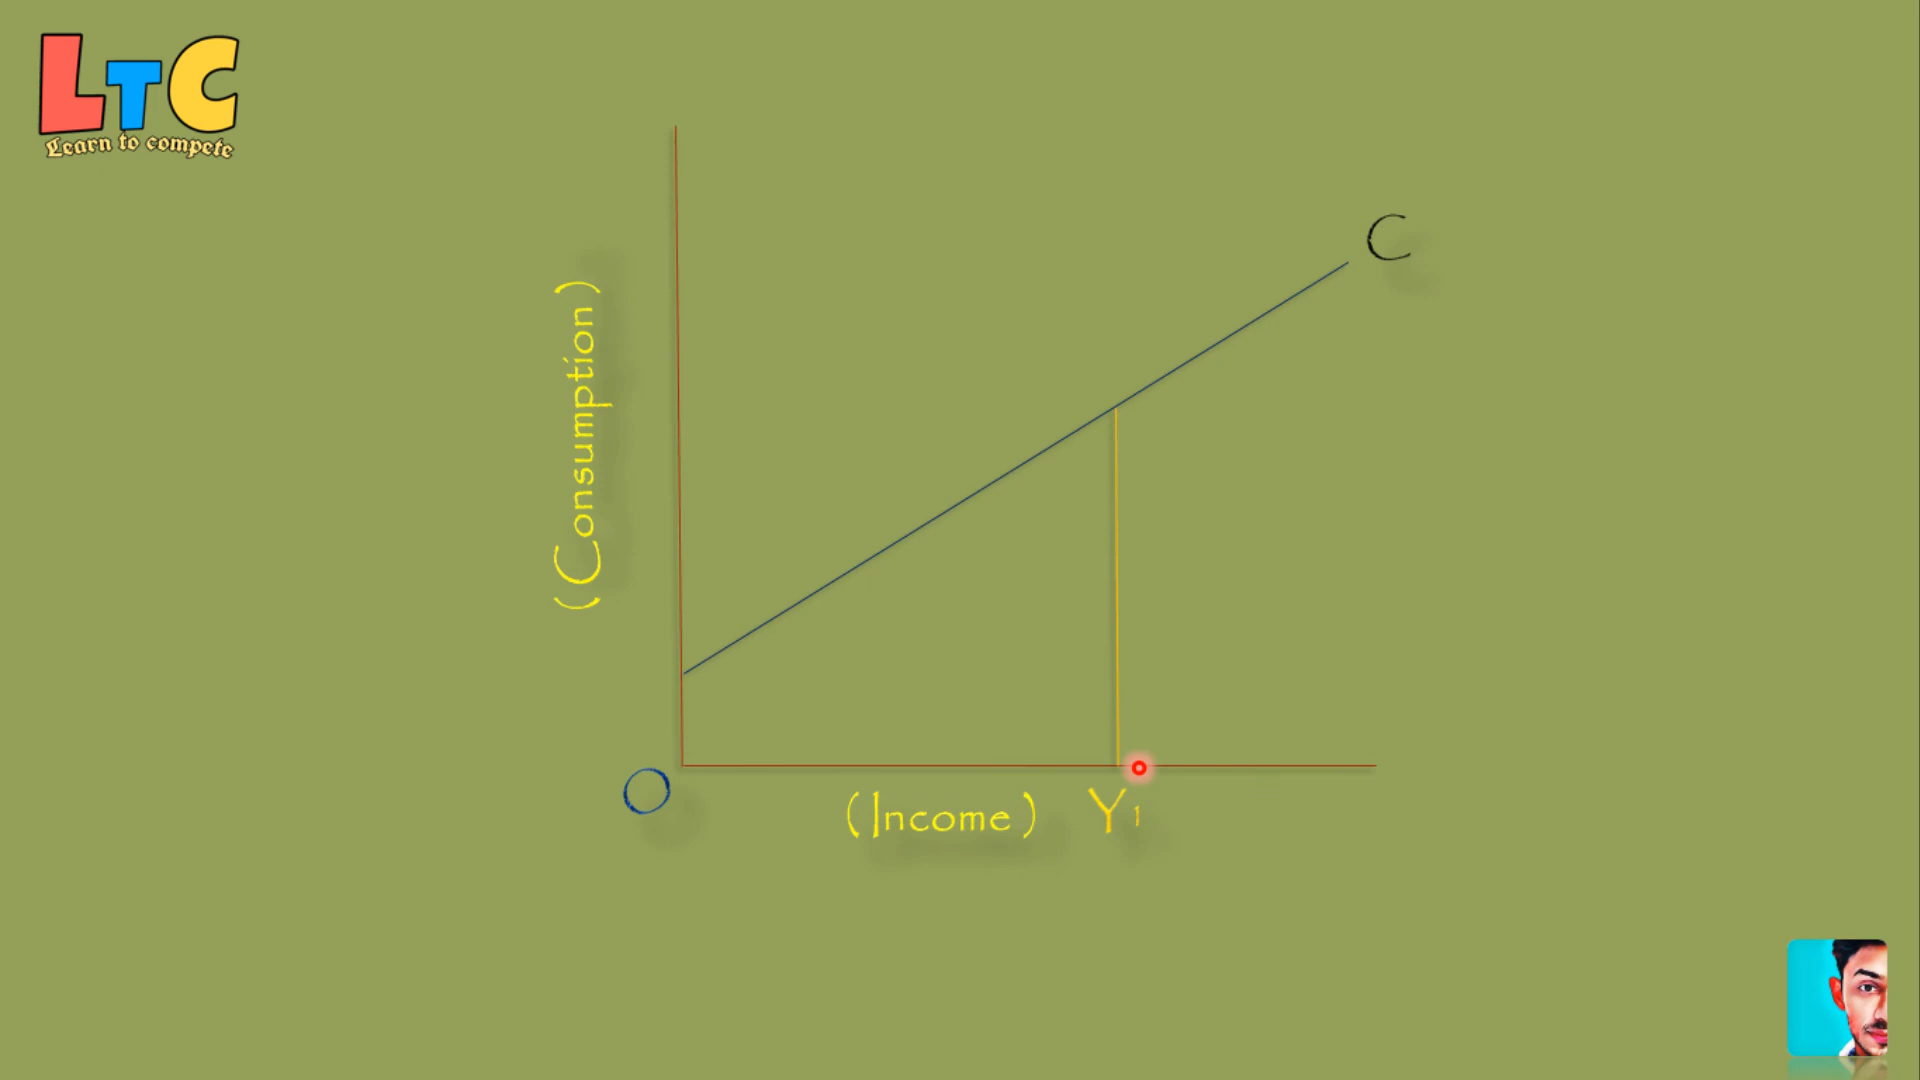 LTC
Learn to compete
C
( Consumption )
O
( Income )
Y1